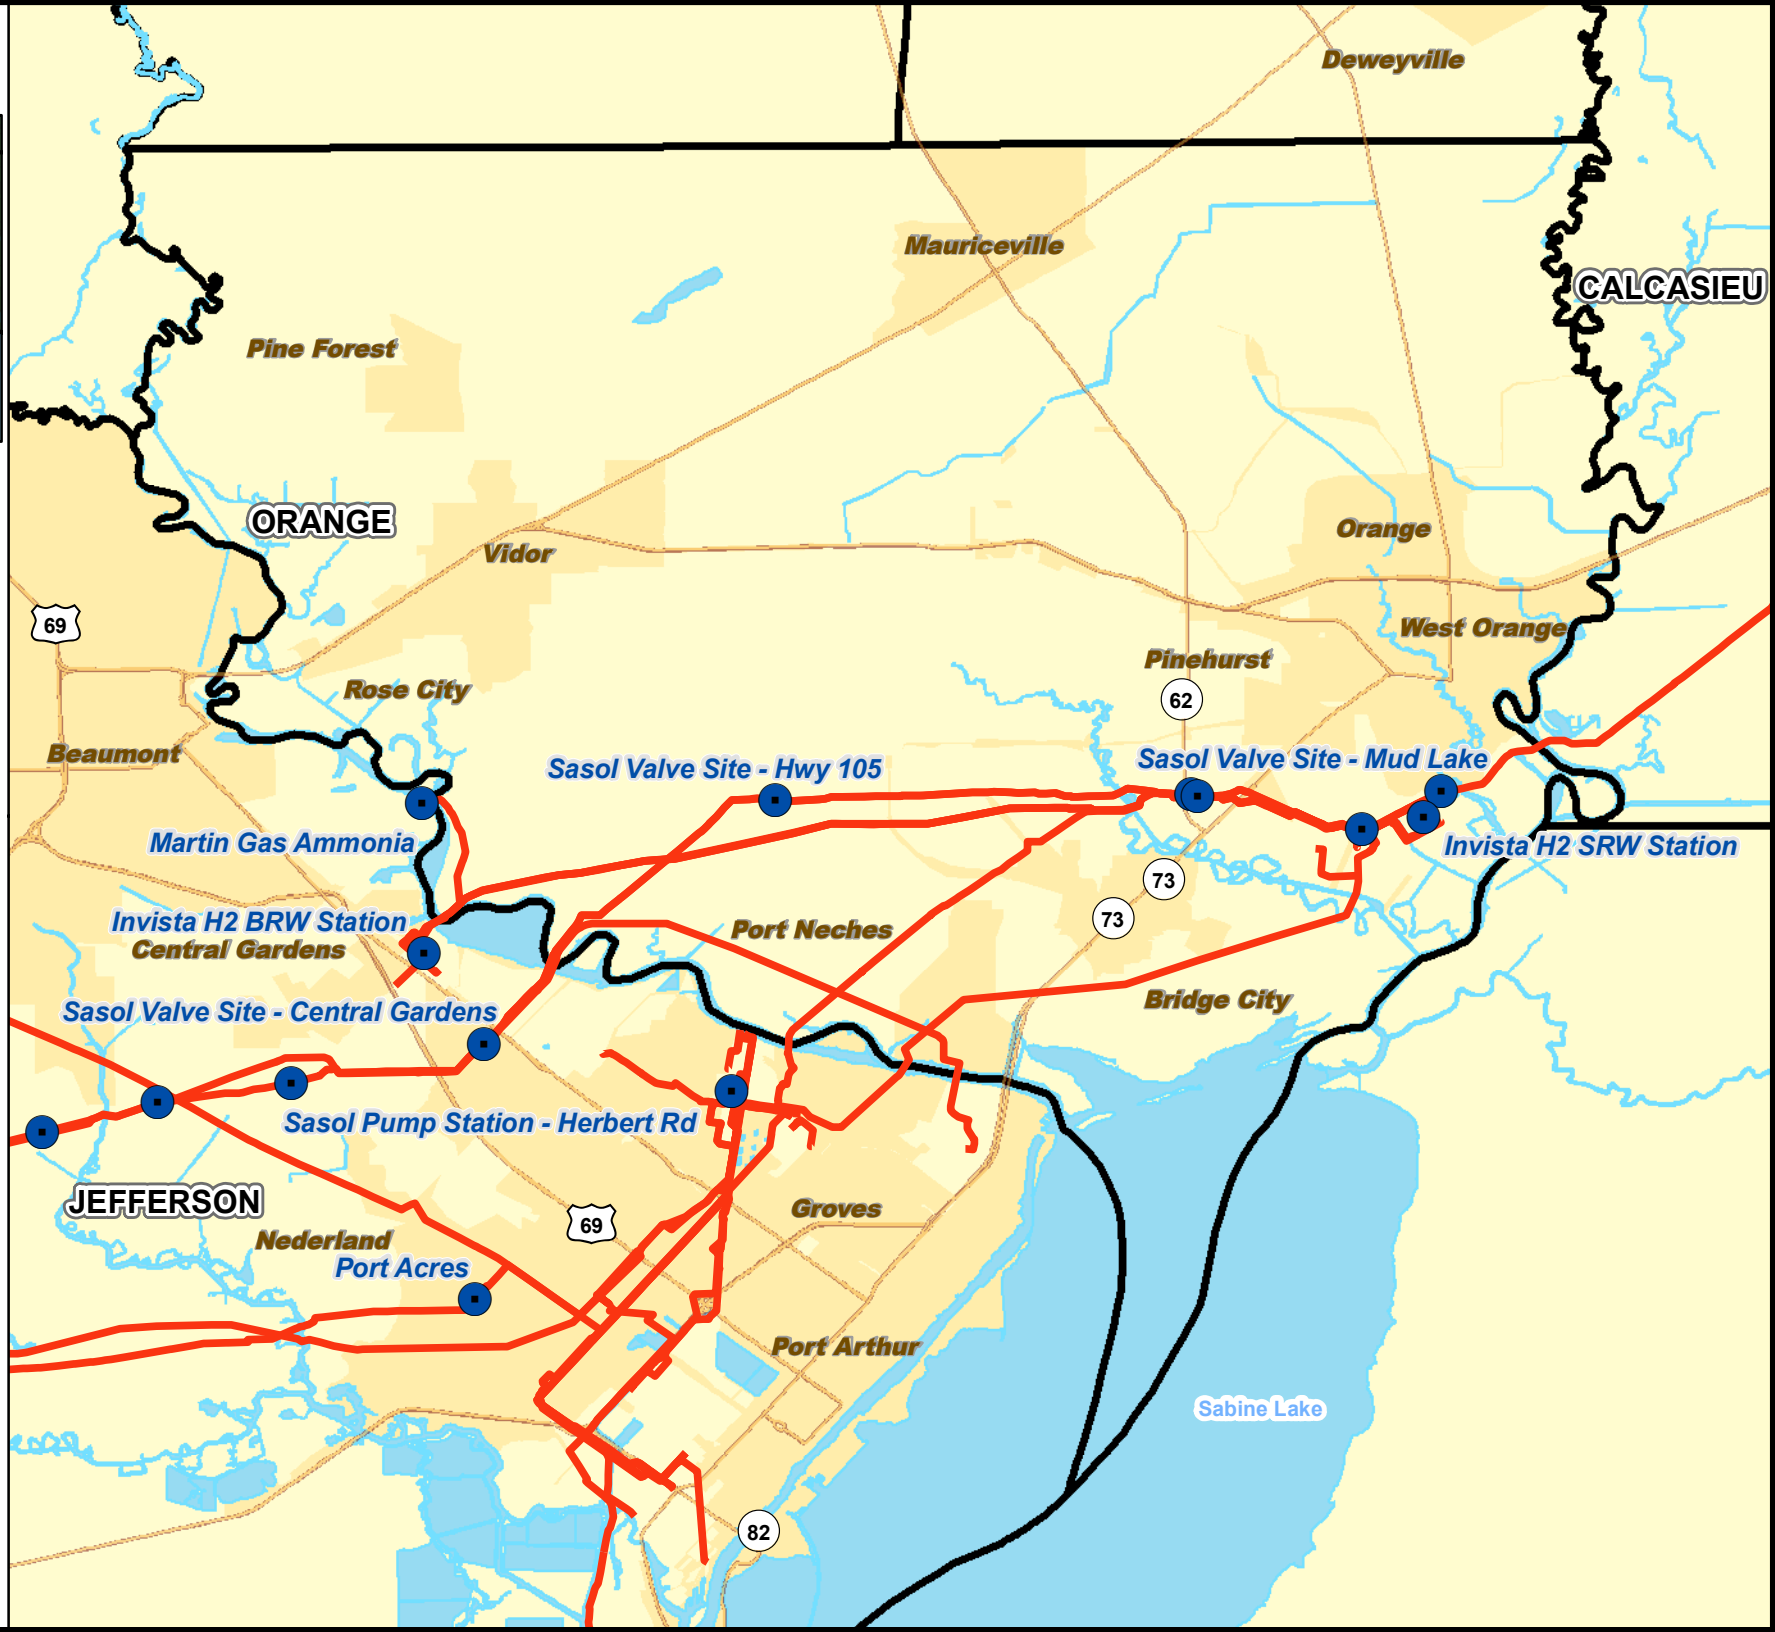 Deweyville
Mauriceville
CALCASIEU
Pine Forest
ORANGE
Orange
Vidor
69
West Orange
Pinehurst
Rose City
62
Beaumont
Sasol Valve Site - Hwy 105
Sasol Valve Site - Mud Lake
Martin Gas Ammonia
Invista H2 SRW Station
73
73
Invista H2 BRW Station
Central Gardens
Port Neches
Bridge City
Sasol Valve Site - Central Gardens
Sasol Pump Station - Herbert Rd
JEFFERSON
Groves
69
Nederland
Port Acres
Port Arthur
Sabine Lake
82